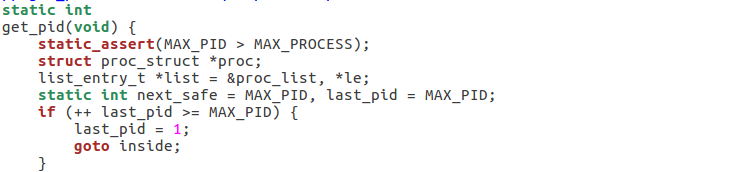 static int
get_pid(void) {
    static_assert(MAX_PID > MAX_PROCESS);
    struct proc_struct *proc;
    list_entry_t *list = &proc_list, *le;
    static int next_safe = MAX_PID, last_pid = MAX_PID;
    if (++ last_pid >= MAX_PID) {
        last_pid = 1;
        goto inside;
    }